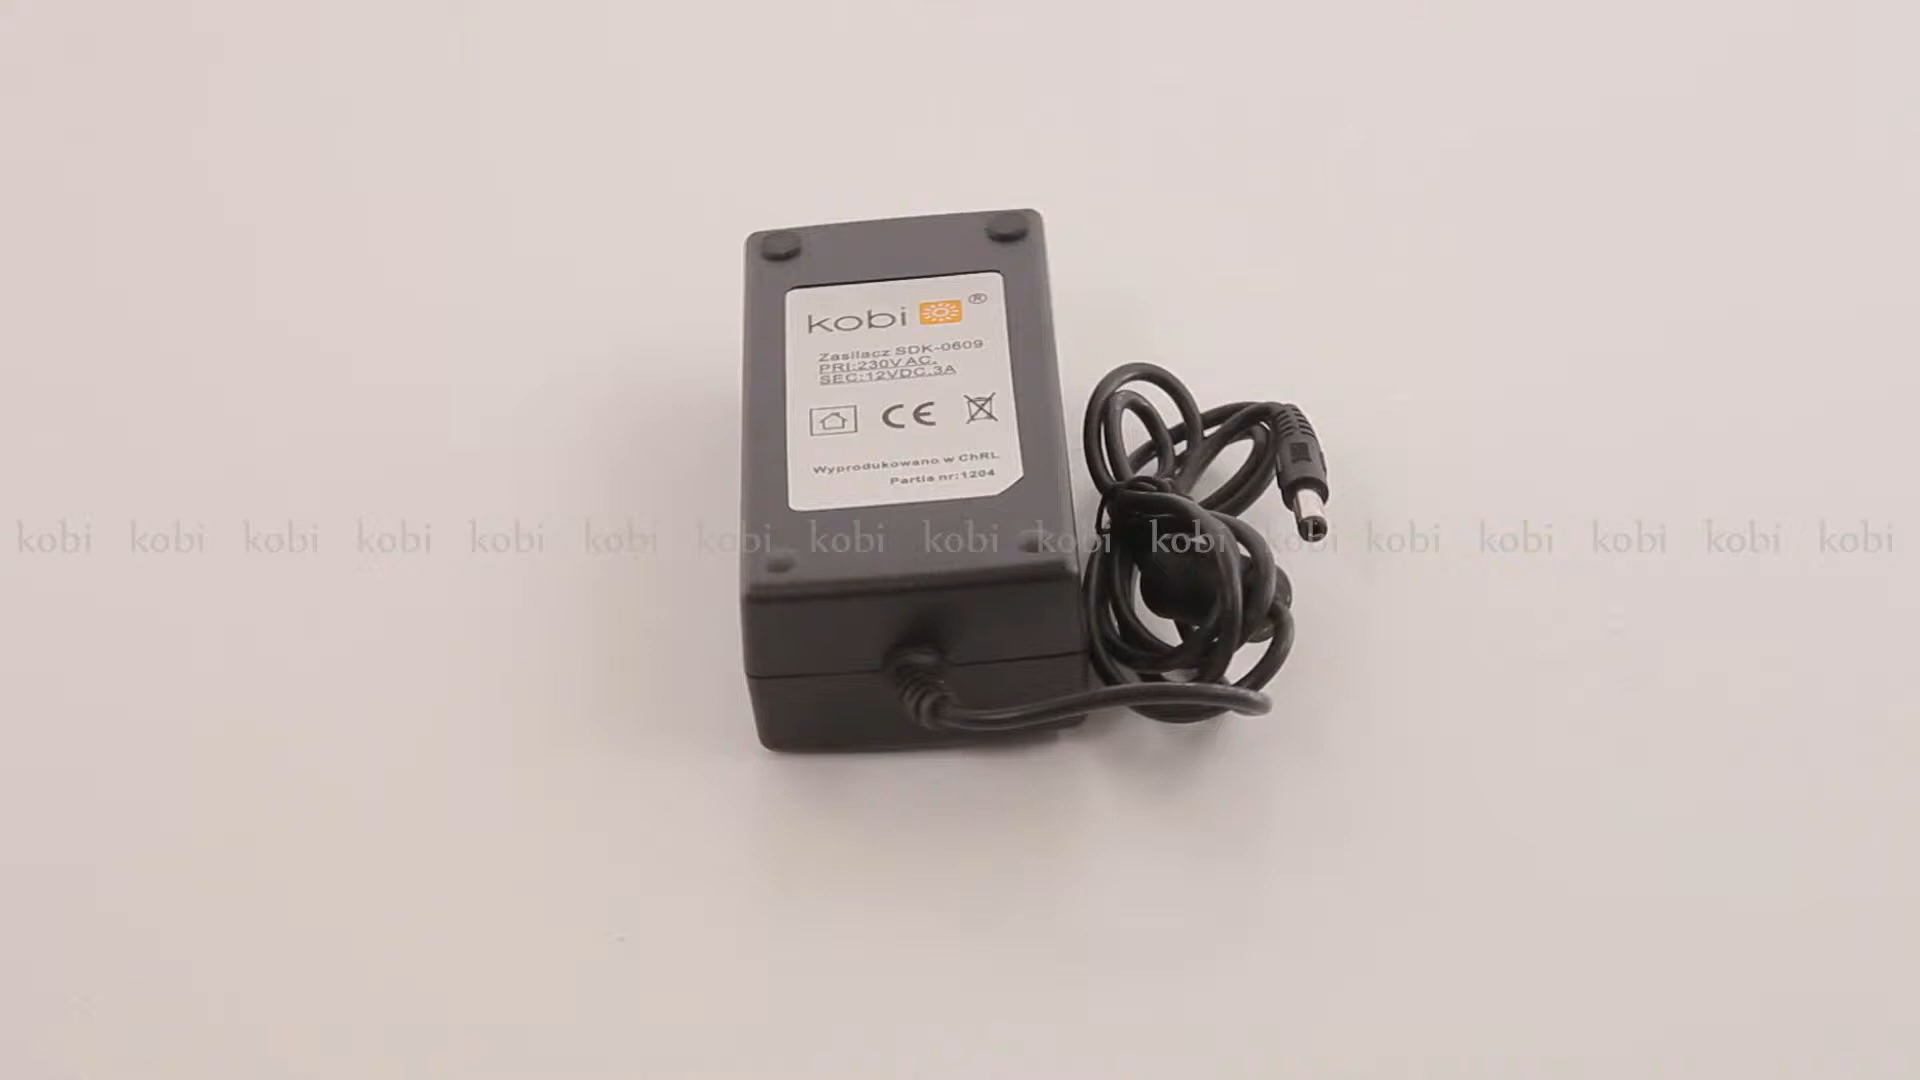 kobi ®
Zasilacz SDK-0609
PRI:230V AC.
SEC:12VDC.3A
CE
Wyprodukowano w ChRL
Partia nr:1204
kobi kobi kobi kobi kobi kobi kobi kobi kobi kobi kobi kobi kobi kobi kobi kobi kobi